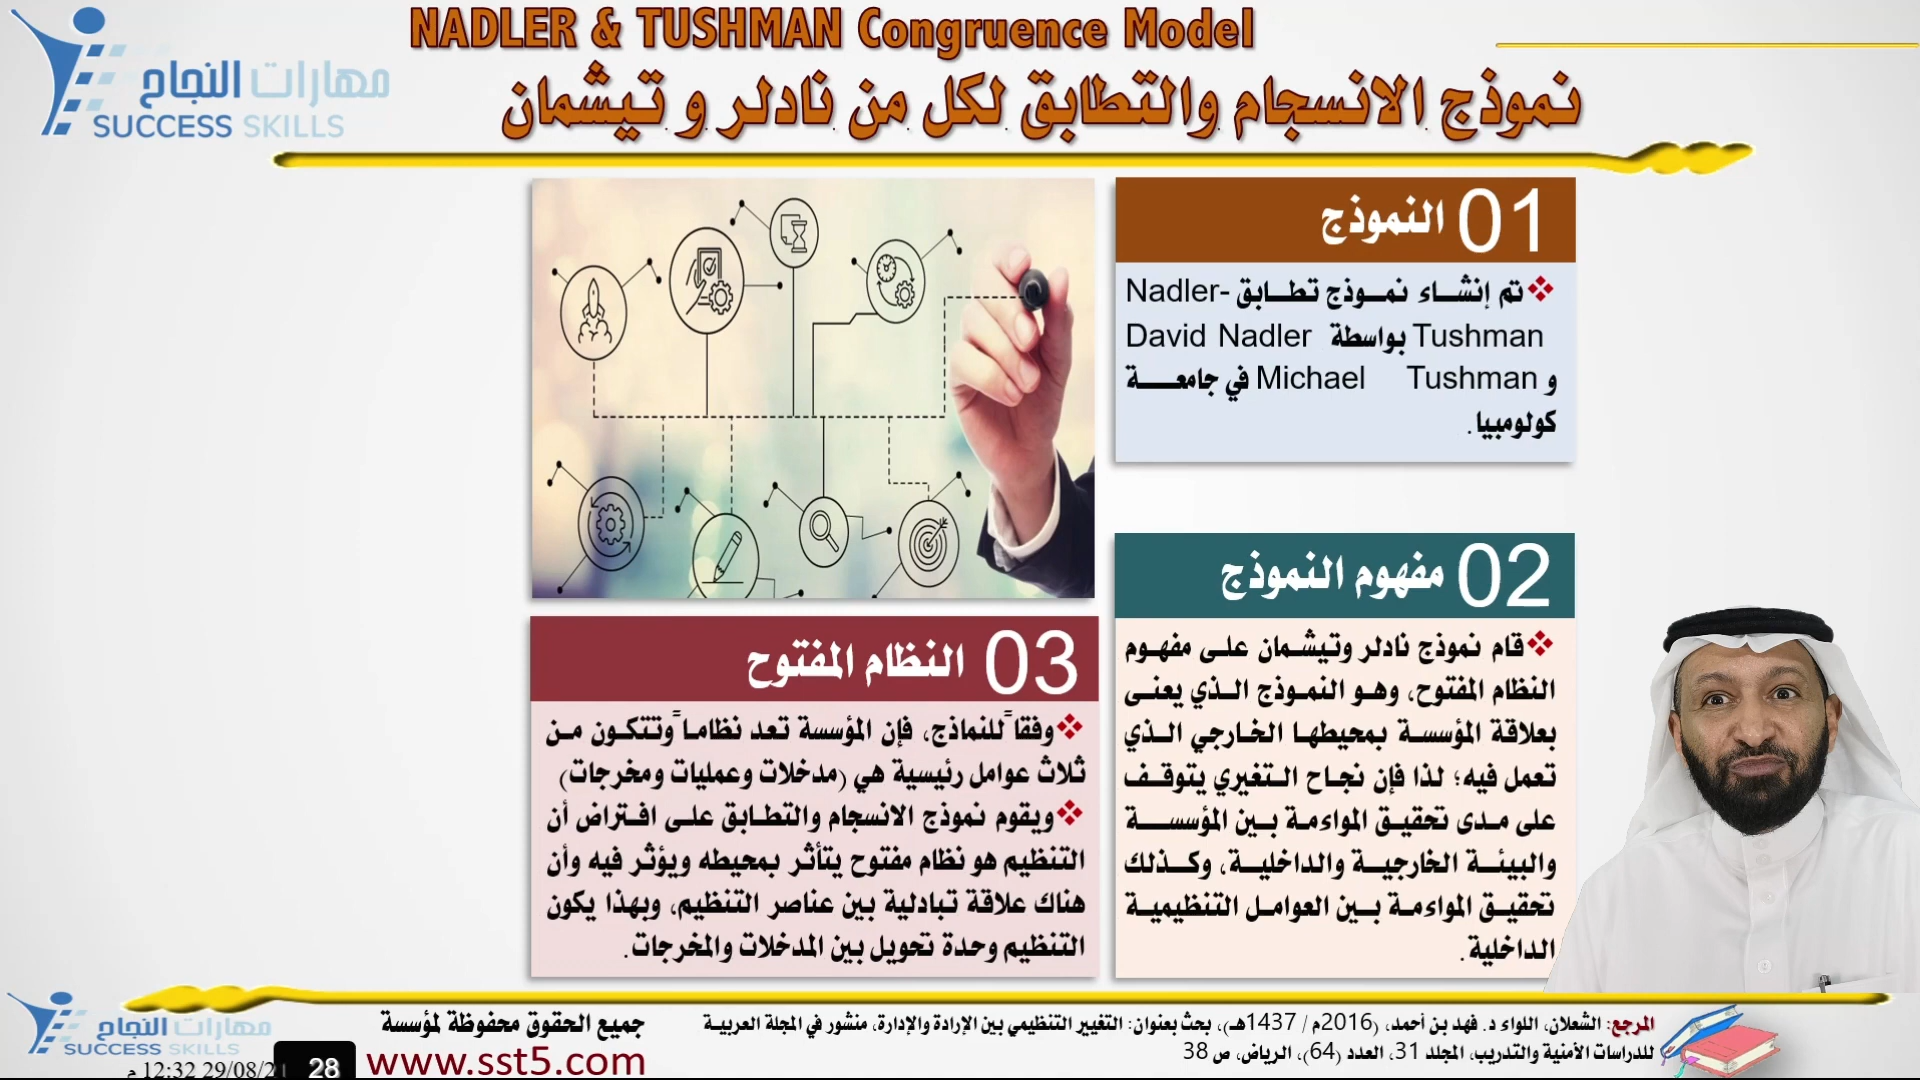 NADLER & TUSHMAN Congruence Model
نموذج الانسجام والتطابق لكل من نادلر و تيشمان
مهارات النجاح
SUCCESS SKILLS
01 النموذج
تم إنشاء نموذج تطابق Nadler-
Tushman بواسطة David Nadler
و Michael Tushman في جامعة
كولومبيا.
02 مفهوم النموذج
قام نموذج نادلر وتيشمان على مفهوم
النظام المفتوح، وهو النموذج الذي يعنى
بعلاقة المؤسسة بمحيطها الخارجي الذي
تعمل فيه؛ لذا فإن نجاح التغيري يتوقف
على مدى تحقيق المواءمة بين المؤسسة
والبيئة الخارجية والداخلية، وكذلك
تحقيق المواءمة بين العوامل التنظيمية
الداخلية.
03 النظام المفتوح
وفقاً للنماذج، فإن المؤسسة تعد نظاماً وتتكون من
ثلاث عوامل رئيسية هي (مدخلات وعمليات ومخرجات)
ويقوم نموذج الانسجام والتطابق على افتراض أن
التنظيم هو نظام مفتوح يتأثر بمحيطه ويؤثر فيه وأن
هناك علاقة تبادلية بين عناصر التنظيم، وبهذا يكون
التنظيم وحدة تحويل بين المدخلات والمخرجات.
المرجع: الشعلان، اللواء د. فهد بن أحمد، (2016م / 1437هـ)، بحث بعنوان: التغيير التنظيمي بين الإرادة والإدارة، منشور في المجلة العربية
للدراسات الأمنية والتدريب، المجلد 31، العدد (64)، الرياض، ص 38
جميع الحقوق محفوظة لمؤسسة
www.sst5.com
مهارات النجاح
SUCCESS SKILLS
28
12:32 29/08/2